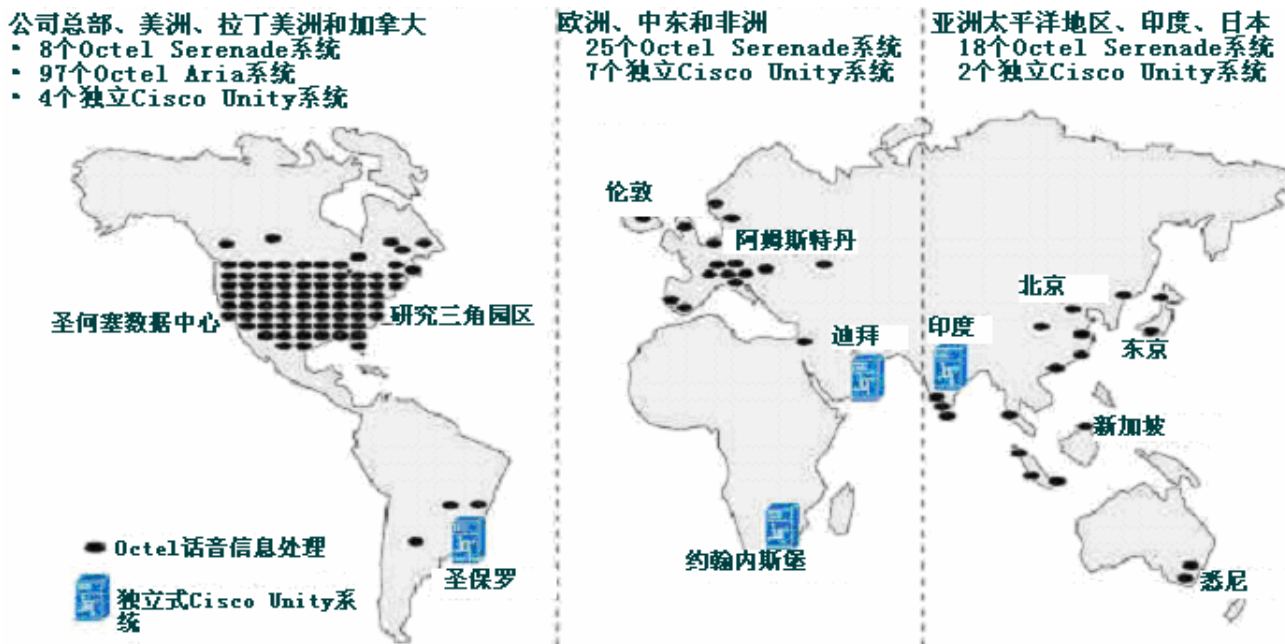 公司总部、美洲、拉丁美洲和加拿大
· 8个Octel Serenade系统
· 97个Octel Aria系统
· 4个独立Cisco Unity系统
欧洲、中东和非洲
25个Octel Serenade系统
7个独立Cisco Unity系统
亚洲太平洋地区、印度、日本
18个Octel Serenade系统
2个独立Cisco Unity系统
伦敦
阿姆斯特丹
北京
圣何塞数据中心
研究三角园区
迪拜
印度
东京
新加坡
Octel话音信息处理
独立式Cisco Unity系
统
圣保罗
约翰内斯堡
悉尼